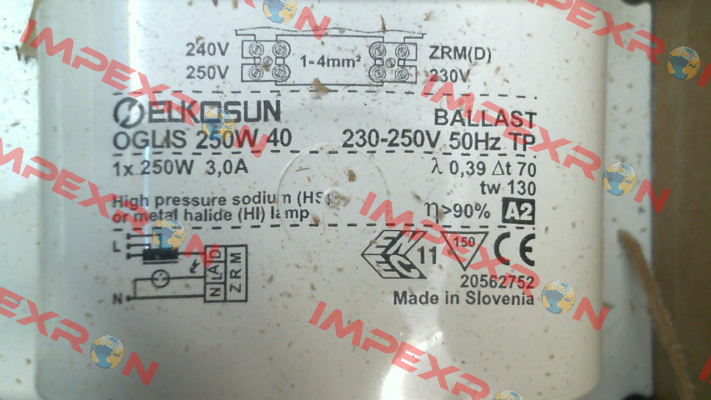 240V ZRM(D)
250V 1-4mm² 230V
ELKOSUN BALLAST
OGLIS 250W 40 230-250V 50Hz TP
1x 250W 3,0A λ 0,39 Δt 70
tw 130
High pressure sodium (HS)
or metal halide (HI) lamp η>90% A2
L
N
t
N LA D
Z R M
ENEC 11 150 CE
20562752
Made in Slovenia
IMPEXRON
IMPEXRON
IMPEXRON
IMPEXRON
IMPEXRON